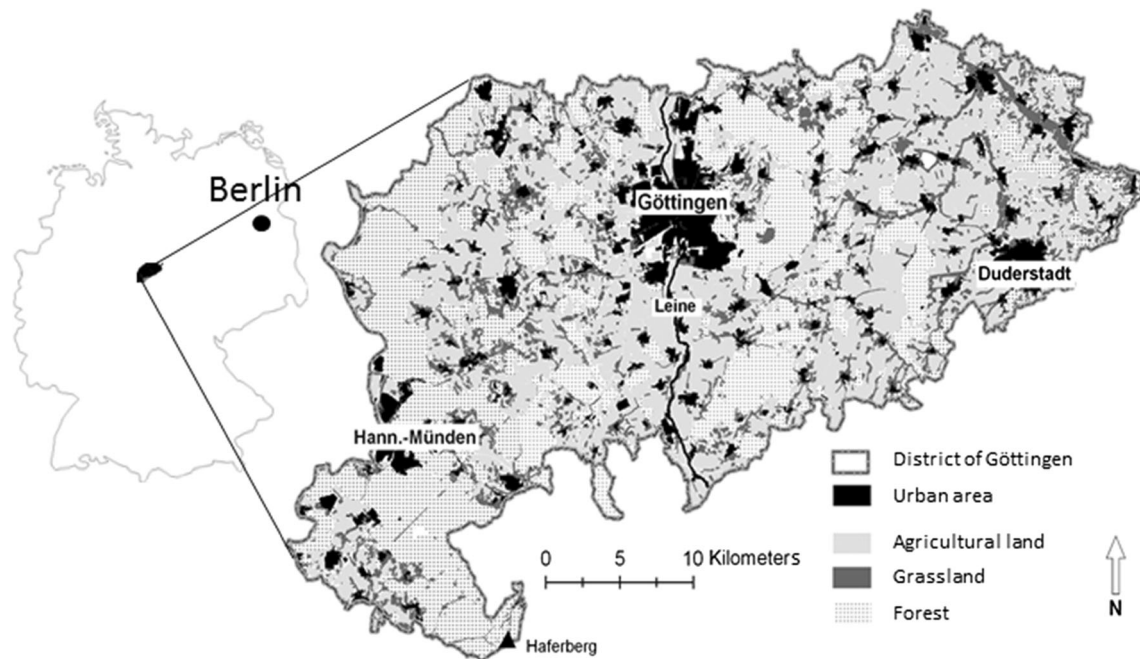 Berlin
Göttingen
Duderstadt
Leine
Hann.-Münden
District of Göttingen
Urban area
Agricultural land
Grassland
Forest
0 5 10 Kilometers
N
Haferberg